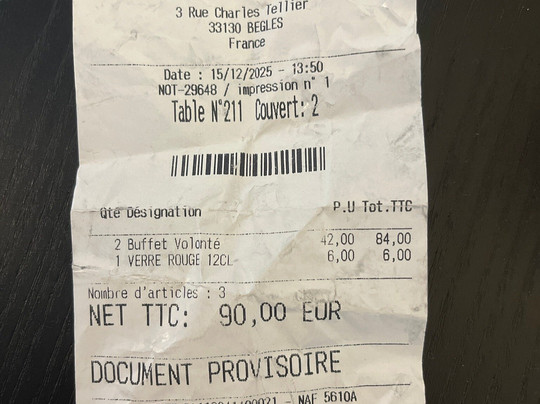 3 Rue Charles Tellier
33130 BEGLES
France
Date : 15/12/2025 - 13:50
NOT-29648 / impression n° 1
Table N°211 Couvert: 2
Qté Désignation P.U Tot.TTC
2 Buffet Volonté 42,00 84,00
1 VERRE ROUGE 12CL 6,00 6,00
Nombre d'articles : 3
NET TTC: 90,00 EUR
DOCUMENT PROVISOIRE
- NAF 5610A